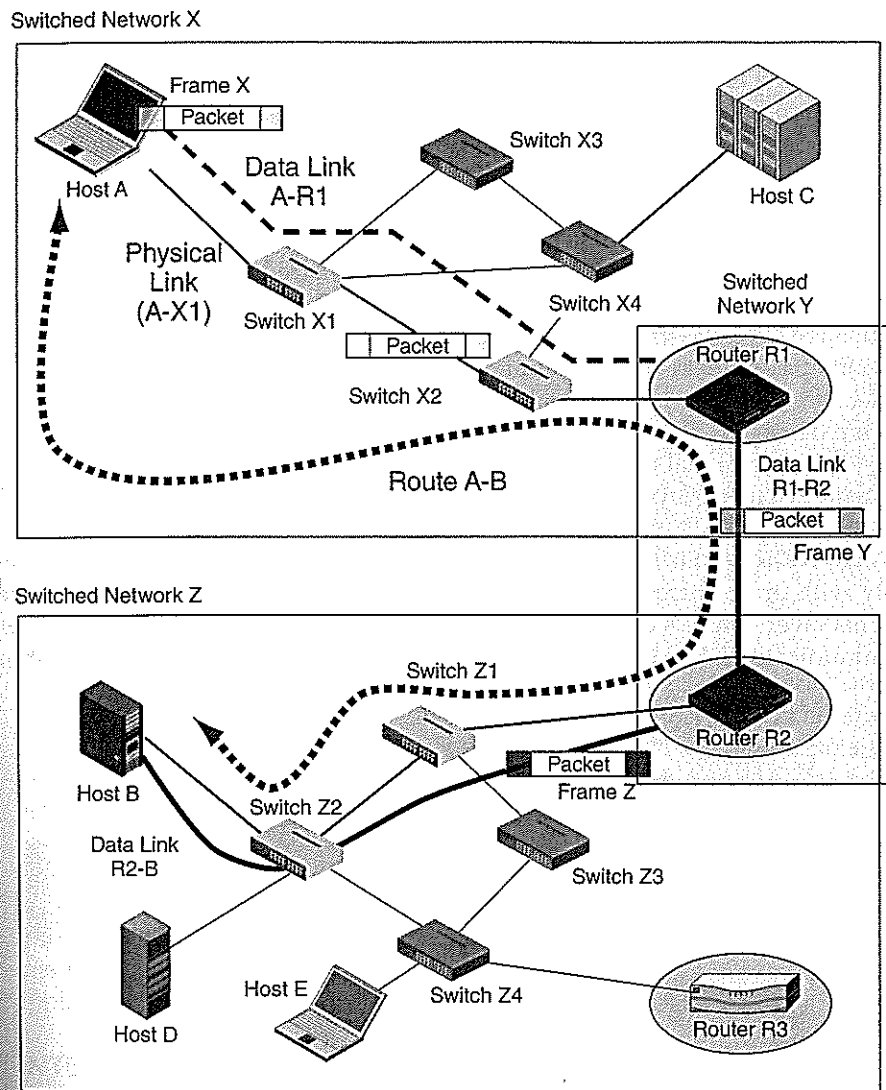 Switched Network X
Frame X
Packet
Host A
Data Link
A-R1
Switch X3
Host C
Physical
Link
(A-X1)
Switch X1
Switch X4
Switched
Network Y
Packet
Switch X2
Router R1
Route A-B
Data Link
R1-R2
Packet
Frame Y
Switched Network Z
Switch Z1
Router R2
Host B
Packet
Frame Z
Switch Z2
Data Link
R2-B
Switch Z3
Host E
Switch Z4
Host D
Router R3